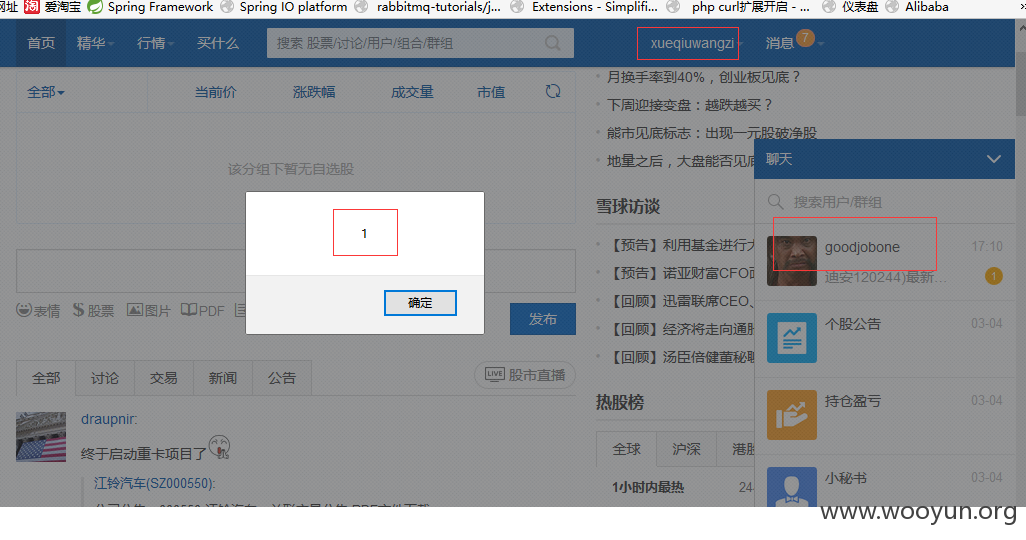 网址 淘 爱淘宝 Spring Framework Spring IO platform rabbitmq-tutorials/j... Extensions - Simplifi... php curl扩展开启 - ... 仪表盘 Alibaba
首页 精华 行情 买什么 搜索 股票/讨论/用户/组合/群组 xueqiuwangzi 消息 7
全部 当前价 涨跌幅 成交量 市值
该分组下暂无自选股
表情 股票 图片 PDF
发布
全部 讨论 交易 新闻 公告 LIVE 股市直播
draupnir:
终于启动重卡项目了
江铃汽车(SZ000550):
1
确定
月换手率到40%，创业板见底？
下周迎接变盘：越跌越买？
熊市见底标志：出现一元股破净股
地量之后，大盘能否见底
雪球访谈
【预告】利用基金进行大
【预告】诺亚财富CFO
【回顾】迅雷联席CEO、
【回顾】经济将走向通
【回顾】汤臣倍健董秘
热股榜
全球 沪深 港股
1小时内最热 24
聊天
搜索用户/群组
goodjobone 17:10
迪安120244)最新... 1
个股公告 03-04
持仓盈亏 03-04
小秘书 03-04
www.wooyun.org